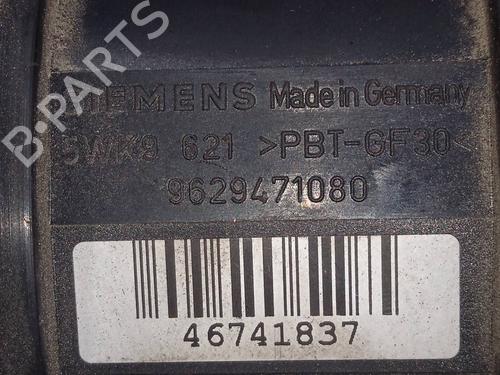 B-PARTS
SIEMENS Made in Germany
5WK9 621 >PBT-GF30<
9629471080
46741837